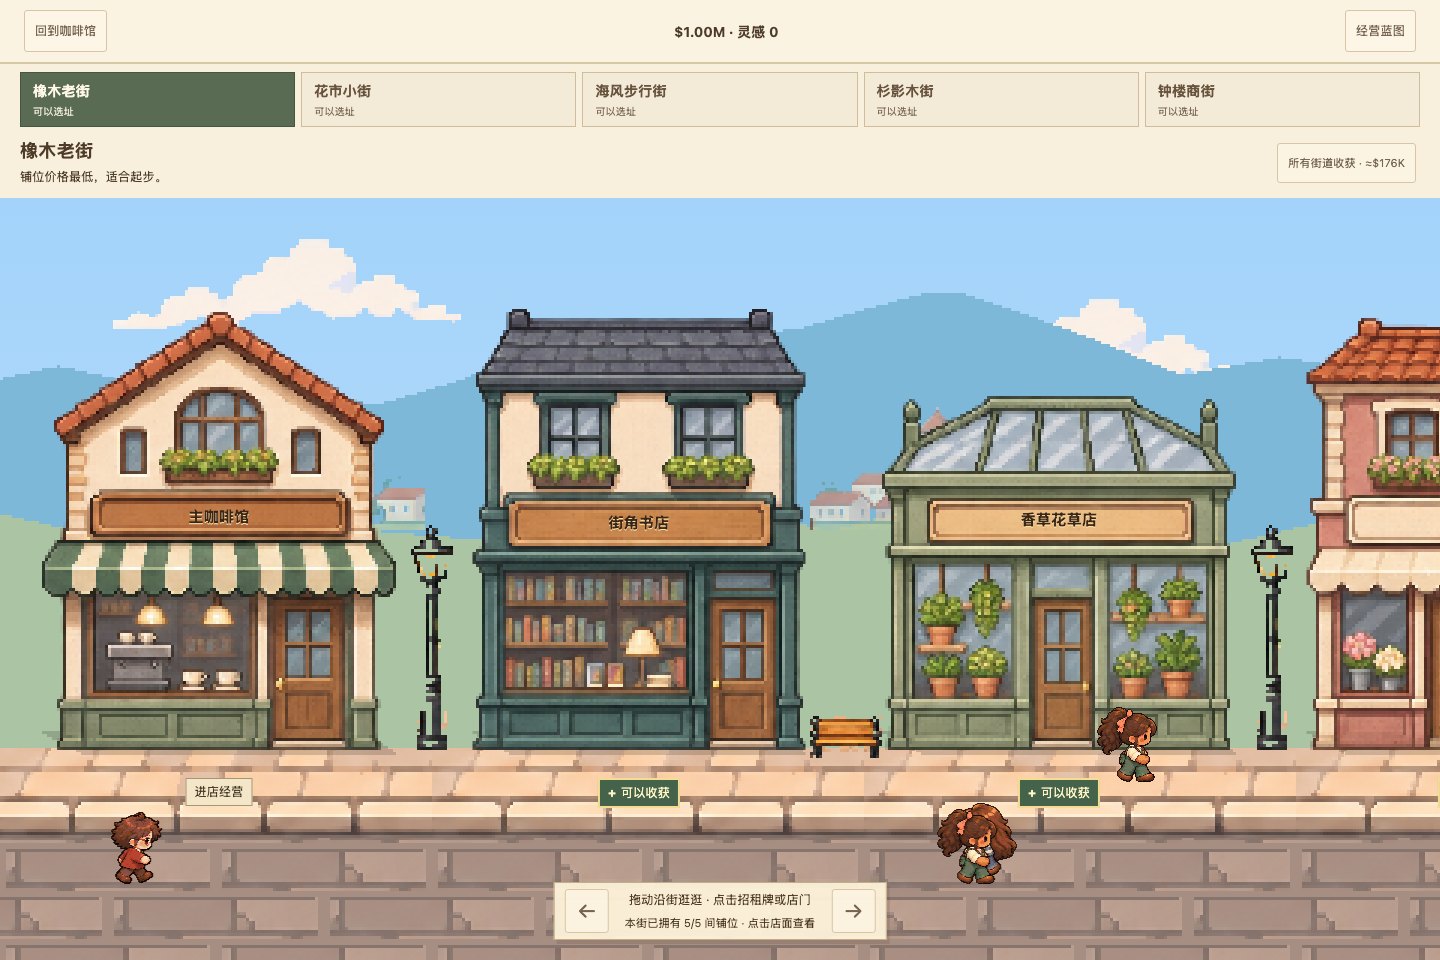 回到咖啡馆
$1.00M · 灵感 0
经营蓝图
橡木老街
可以选址
花市小街
可以选址
海风步行街
可以选址
杉影木街
可以选址
钟楼商街
可以选址
橡木老街
铺位价格最低，适合起步。
所有街道收获 · ≈$176K
主咖啡馆
街角书店
香草花草店
进店经营
+ 可以收获
+ 可以收获
←
拖动沿街逛逛 · 点击招租牌或店门
本街已拥有 5/5 间铺位 · 点击店面查看
→